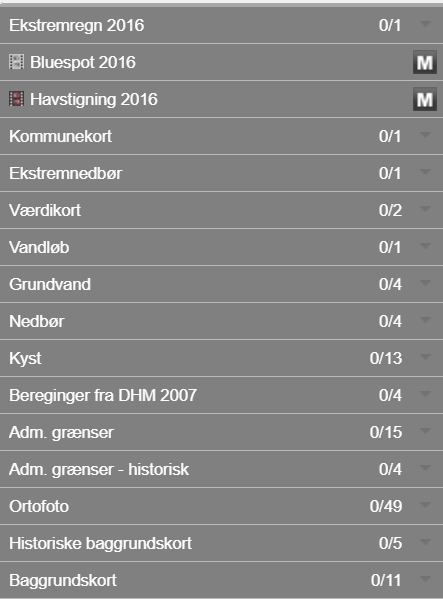 Ekstremregn 2016 0/1
Bluespot 2016 M
Havstigning 2016 M
Kommunekort 0/1
Ekstremnedbør 0/1
Værdikort 0/2
Vandløb 0/1
Grundvand 0/4
Nedbør 0/4
Kyst 0/13
Bereginger fra DHM 2007 0/4
Adm. grænser 0/15
Adm. grænser - historisk 0/4
Ortofoto 0/49
Historiske baggrundskort 0/5
Baggrundskort 0/11